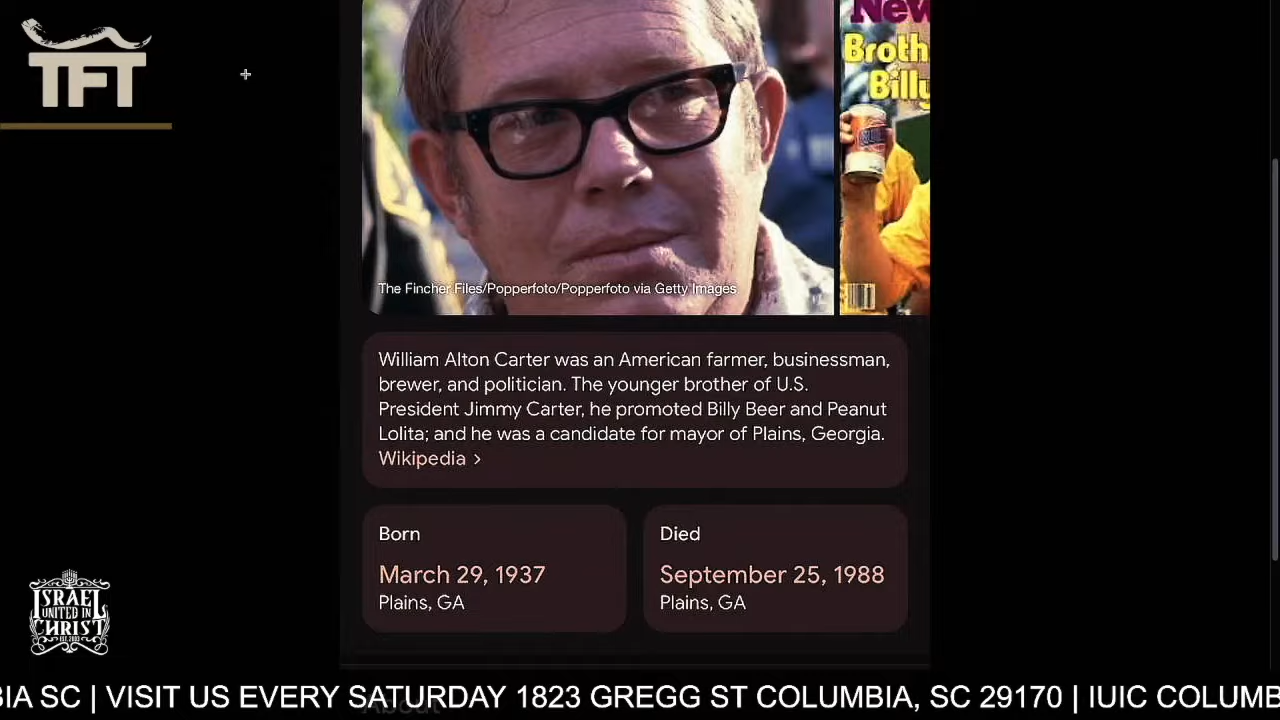 TFT
New
Broth
Billy
The Fincher Files/Popperfoto/Popperfoto via Getty Images
William Alton Carter was an American farmer, businessman,
brewer, and politician. The younger brother of U.S.
President Jimmy Carter, he promoted Billy Beer and Peanut
Lolita; and he was a candidate for mayor of Plains, Georgia.
Wikipedia >
Born
March 29, 1937
Plains, GA
Died
September 25, 1988
Plains, GA
ISRAEL
UNITED IN
CHRIST
BIA SC | VISIT US EVERY SATURDAY 1823 GREGG ST COLUMBIA, SC 29170 | IUIC COLUMB
About